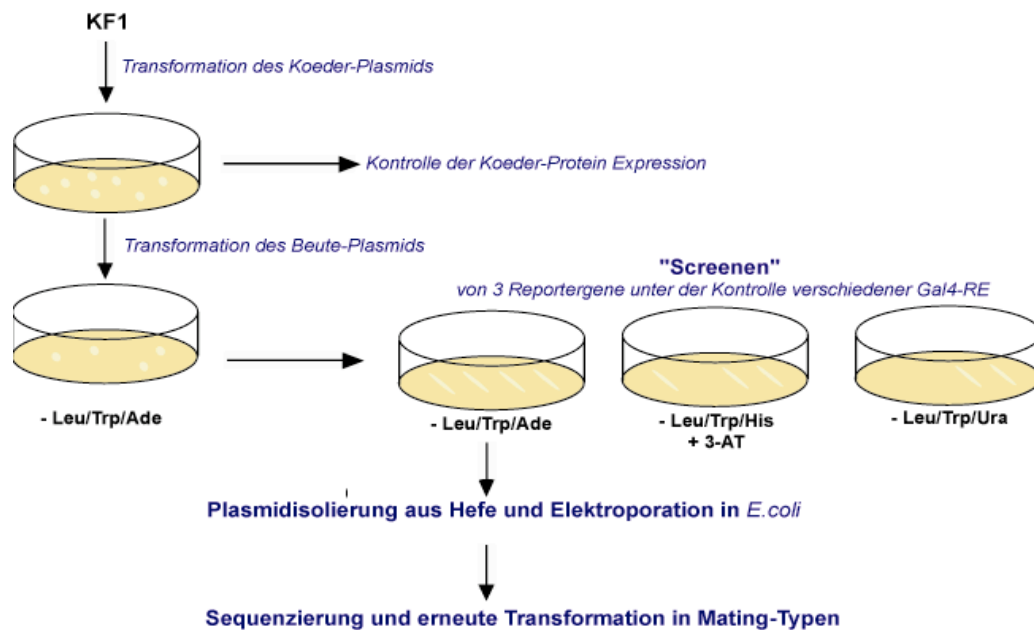 KF1
Transformation des Koeder-Plasmids
Kontrolle der Koeder-Protein Expression
Transformation des Beute-Plasmids
"Screenen"
von 3 Reportergene unter der Kontrolle verschiedener Gal4-RE
- Leu/Trp/Ade
- Leu/Trp/Ade
- Leu/Trp/His
+ 3-AT
- Leu/Trp/Ura
Plasmidisolierung aus Hefe und Elektroporation in E.coli
Sequenzierung und erneute Transformation in Mating-Typen